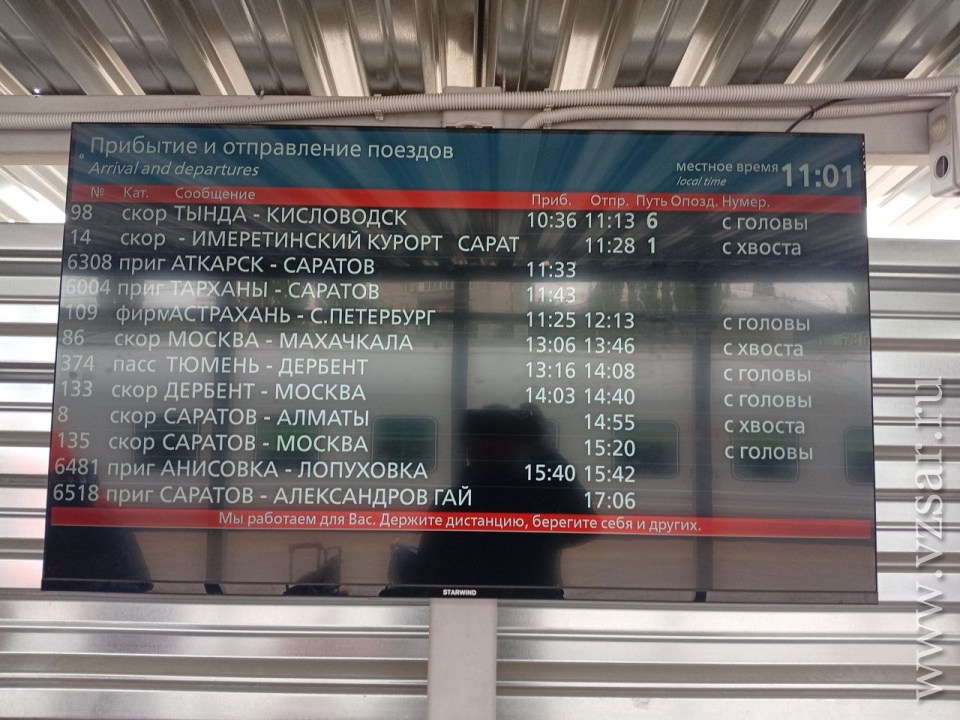 Прибытие и отправление поездов
Arrival and departures
местное время 11:01
local time
№ Кат. Сообщение Приб. Отпр. Путь Опозд. Нумер.
98 скор ТЫНДА - КИСЛОВОДСК 10:36 11:13 6 с головы
14 скор - ИМЕРЕТИНСКИЙ КУРОРТ САРАТ 11:28 1 с хвоста
6308 приг АТКАРСК - САРАТОВ 11:33
6004 приг ТАРХАНЫ - САРАТОВ 11:43
109 фирмАСТРАХАНЬ - С.ПЕТЕРБУРГ 11:25 12:13 с головы
86 скор МОСКВА - МАХАЧКАЛА 13:06 13:46 с хвоста
374 пасс ТЮМЕНЬ - ДЕРБЕНТ 13:16 14:08 с головы
133 скор ДЕРБЕНТ - МОСКВА 14:03 14:40 с головы
8 скор САРАТОВ - АЛМАТЫ 14:55 с хвоста
135 скор САРАТОВ - МОСКВА 15:20 с головы
6481 приг АНИСОВКА - ЛОПУХОВКА 15:40 15:42
6518 приг САРАТОВ - АЛЕКСАНДРОВ ГАЙ 17:06
Мы работаем для Вас. Держите дистанцию, берегите себя и других.
STARWIND
www.vzsar.ru